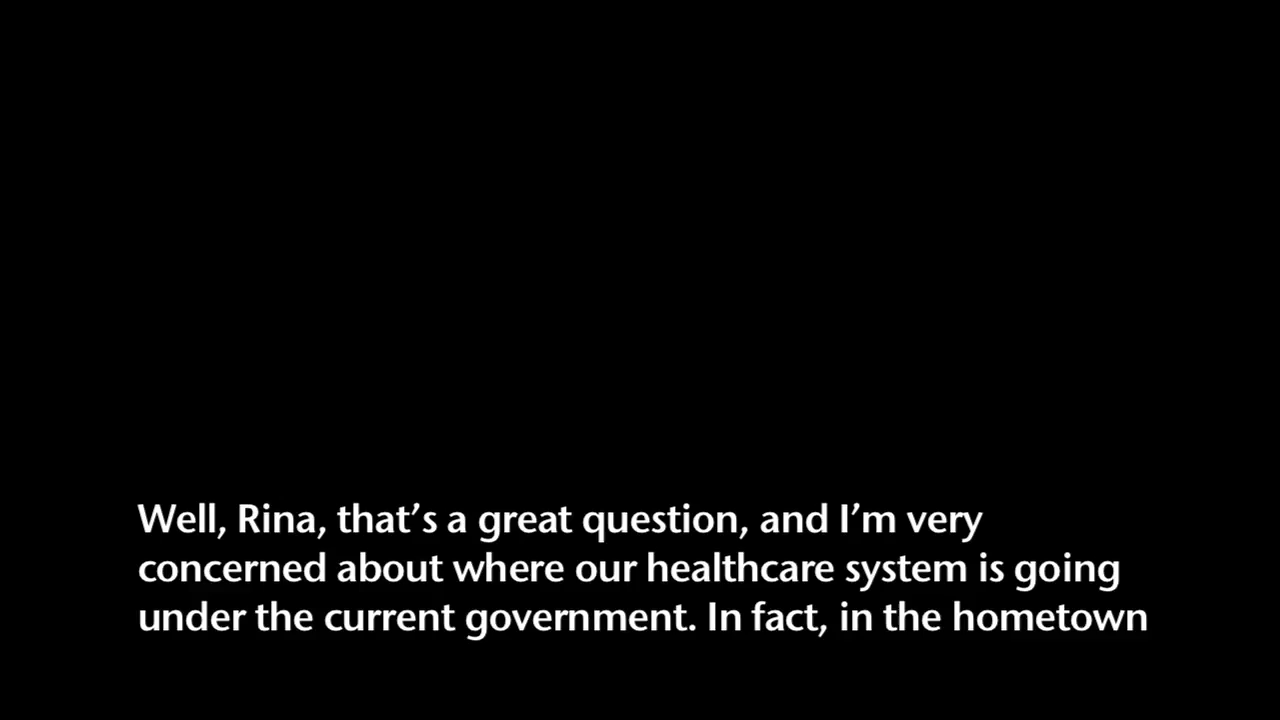 Well, Rina, that’s a great question, and I’m very
concerned about where our healthcare system is going
under the current government. In fact, in the hometown